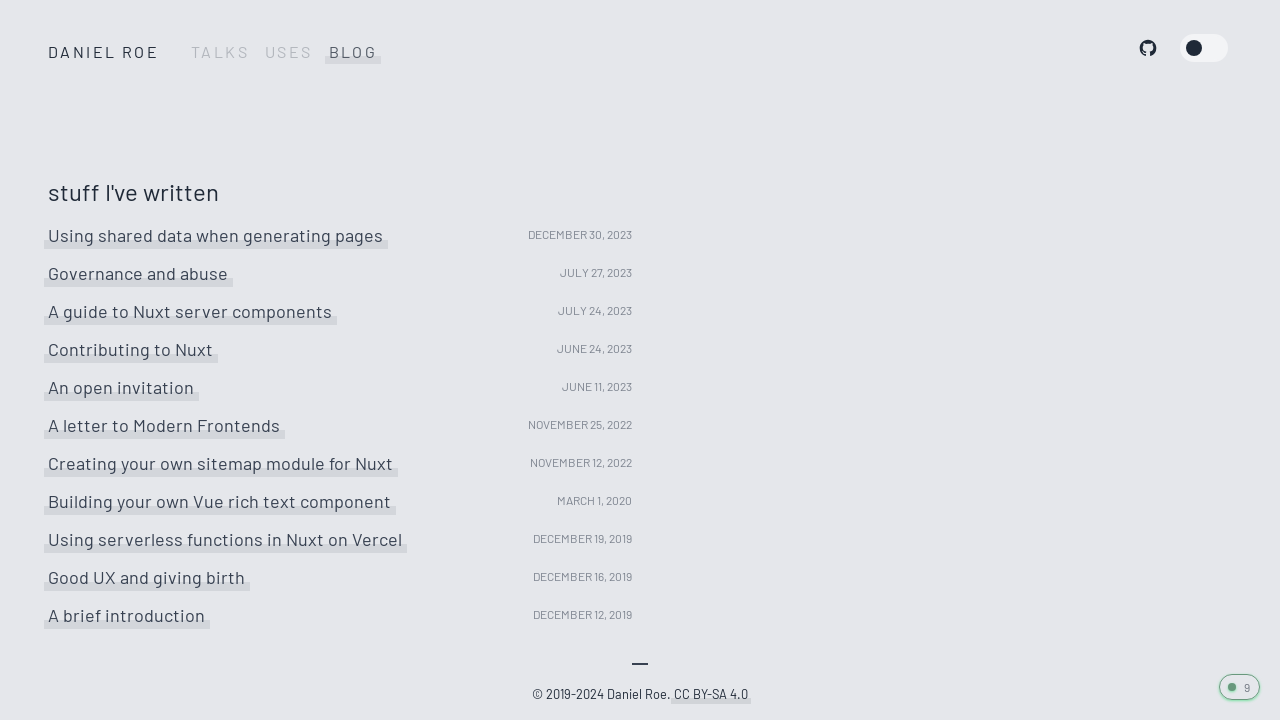 DANIEL ROE TALKS USES BLOG
stuff I've written
Using shared data when generating pages DECEMBER 30, 2023
Governance and abuse JULY 27, 2023
A guide to Nuxt server components JULY 24, 2023
Contributing to Nuxt JUNE 24, 2023
An open invitation JUNE 11, 2023
A letter to Modern Frontends NOVEMBER 25, 2022
Creating your own sitemap module for Nuxt NOVEMBER 12, 2022
Building your own Vue rich text component MARCH 1, 2020
Using serverless functions in Nuxt on Vercel DECEMBER 19, 2019
Good UX and giving birth DECEMBER 16, 2019
A brief introduction DECEMBER 12, 2019
© 2019-2024 Daniel Roe. CC BY-SA 4.0
9